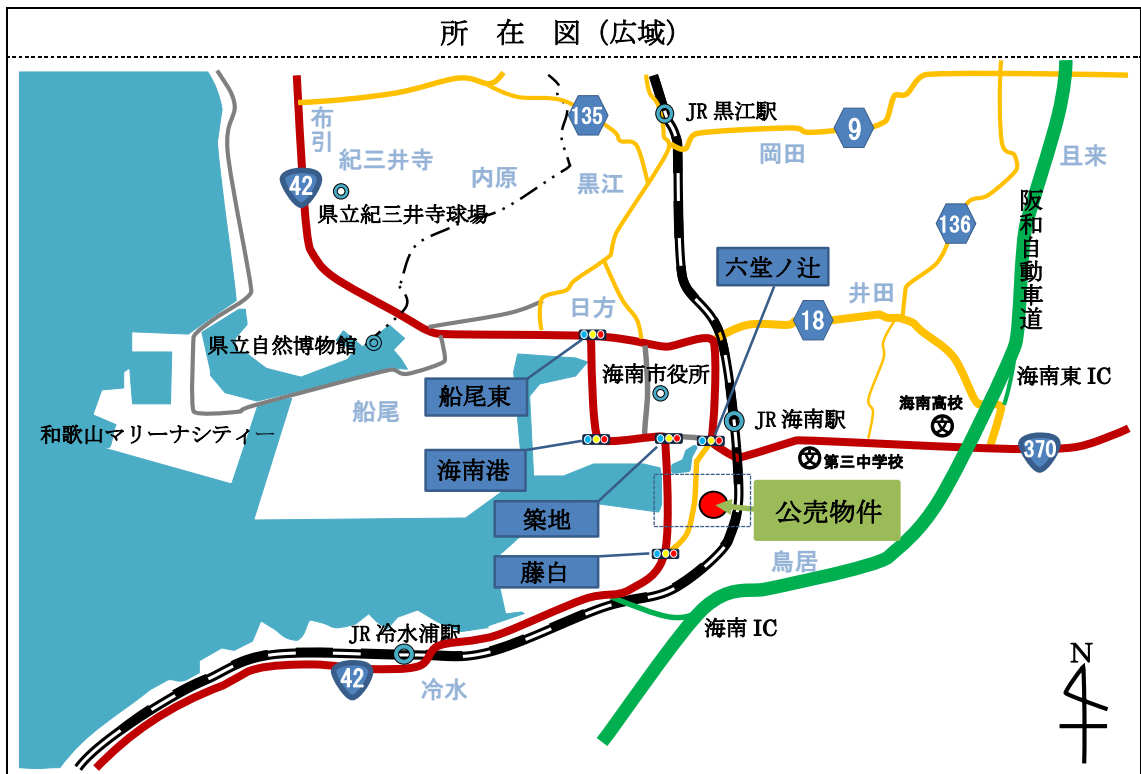 所 在 図（広域）
布引
135
JR 黒江駅
9
岡田
且来
紀三井寺
内原
黒江
42
県立紀三井寺球場
阪和自動車道
136
六堂ノ辻
井田
日方
18
県立自然博物館
海南市役所
船尾東
船尾
海南東 IC
海南高校
和歌山マリーナシティー
JR 海南駅
海南港
第三中学校
370
築地
公売物件
藤白
鳥居
JR 冷水浦駅
海南 IC
42
冷水
N
文
文